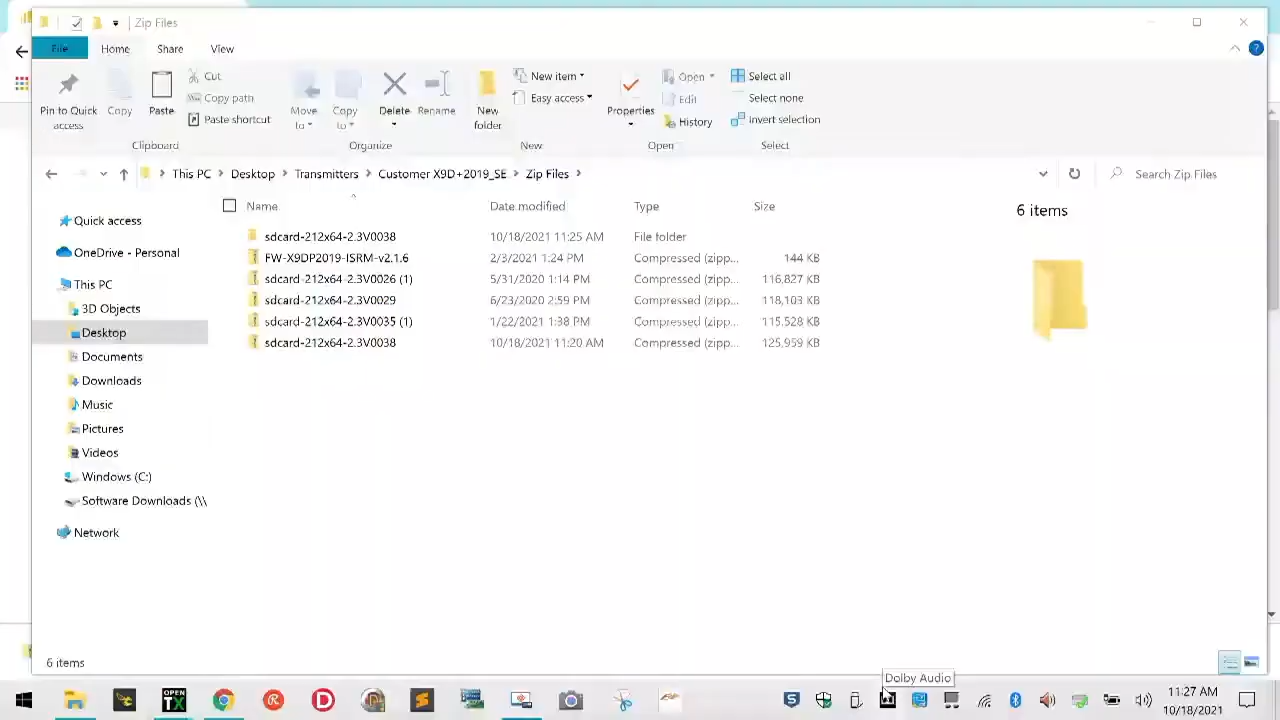 Zip Files
File Home Share View
Pin to Quick access
Copy
Paste
Cut
Copy path
Paste shortcut
Clipboard
Move to
Copy to
Delete
Rename
Organize
New folder
New item
Easy access
New
Properties
Open
Edit
History
Open
Select all
Select none
Invert selection
Select
This PC Desktop Transmitters Customer X9D+2019_SE Zip Files
Search Zip Files
Name Date modified Type Size
sdcard-212x64-2.3V0038 10/18/2021 11:25 AM File folder
FW-X9DP2019-ISRM-v2.1.6 2/3/2021 1:24 PM Compressed (zipp... 144 KB
sdcard-212x64-2.3V0026 (1) 5/31/2020 1:14 PM Compressed (zipp... 116,827 KB
sdcard-212x64-2.3V0029 6/23/2020 2:59 PM Compressed (zipp... 118,103 KB
sdcard-212x64-2.3V0035 (1) 1/22/2021 1:38 PM Compressed (zipp... 115,528 KB
sdcard-212x64-2.3V0038 10/18/2021 11:20 AM Compressed (zipp... 125,959 KB
6 items
Quick access
OneDrive - Personal
This PC
3D Objects
Desktop
Documents
Downloads
Music
Pictures
Videos
Windows (C:)
Software Downloads (\\
Network
6 items
Dolby Audio
OPEN
TX
11:27 AM
10/18/2021